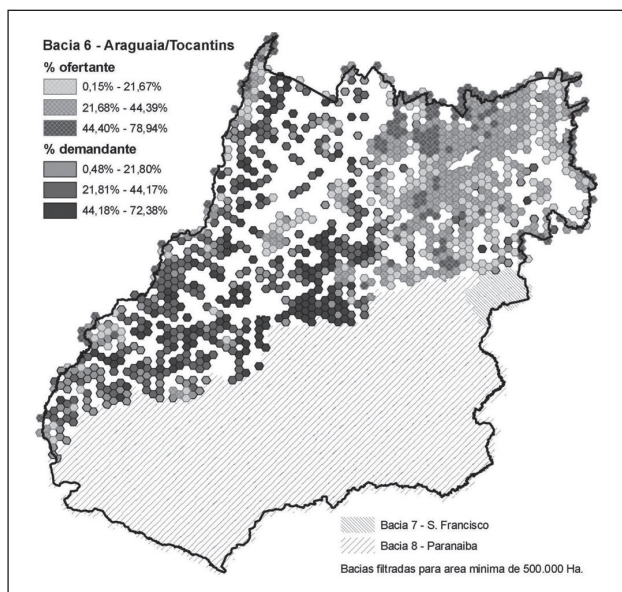 Bacia 6 - Araguaia/Tocantins
% ofertante
0,15% - 21,67%
21,68% - 44,39%
44,40% - 78,94%
% demandante
0,48% - 21,80%
21,81% - 44,17%
44,18% - 72,38%
Bacia 7 - S. Francisco
Bacia 8 - Paranaiba
Bacias filtradas para area minima de 500.000 Ha.